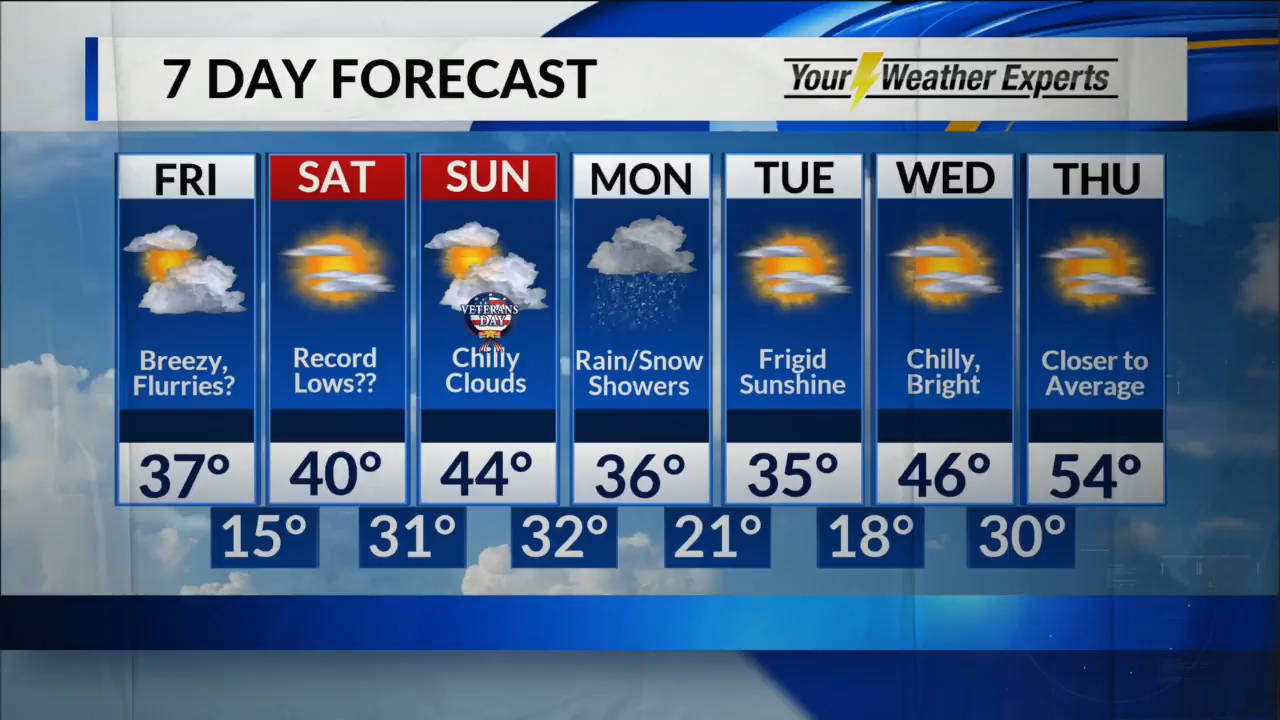 7 DAY FORECAST
Your Weather Experts
FRI SAT SUN MON TUE WED THU
VETERANS
DAY
Breezy,
Flurries?
Record
Lows??
Chilly
Clouds
Rain/Snow
Showers
Frigid
Sunshine
Chilly,
Bright
Closer to
Average
37° 40° 44° 36° 35° 46° 54°
15° 31° 32° 21° 18° 30°